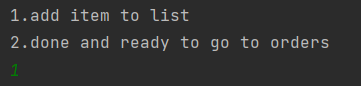 1.add item to list
2.done and ready to go to orders
1